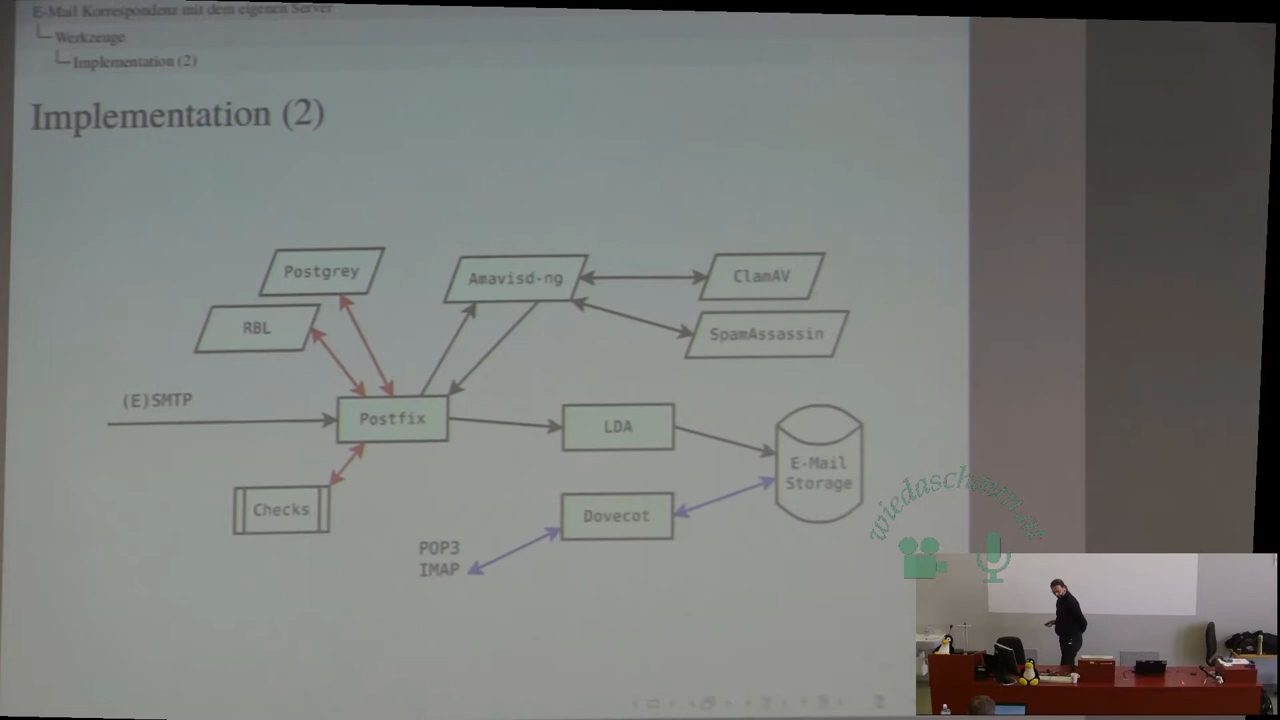 E-Mail Korrespondenz mit dem eigenen Server
Werkzeuge
Implementation (2)
Implementation (2)
Postgrey
Amavisd-ng
ClamAV
RBL
SpamAssassin
(E)SMTP
Postfix
LDA
E-Mail
Storage
Checks
Dovecot
POP3
IMAP
wiedaschaun.at